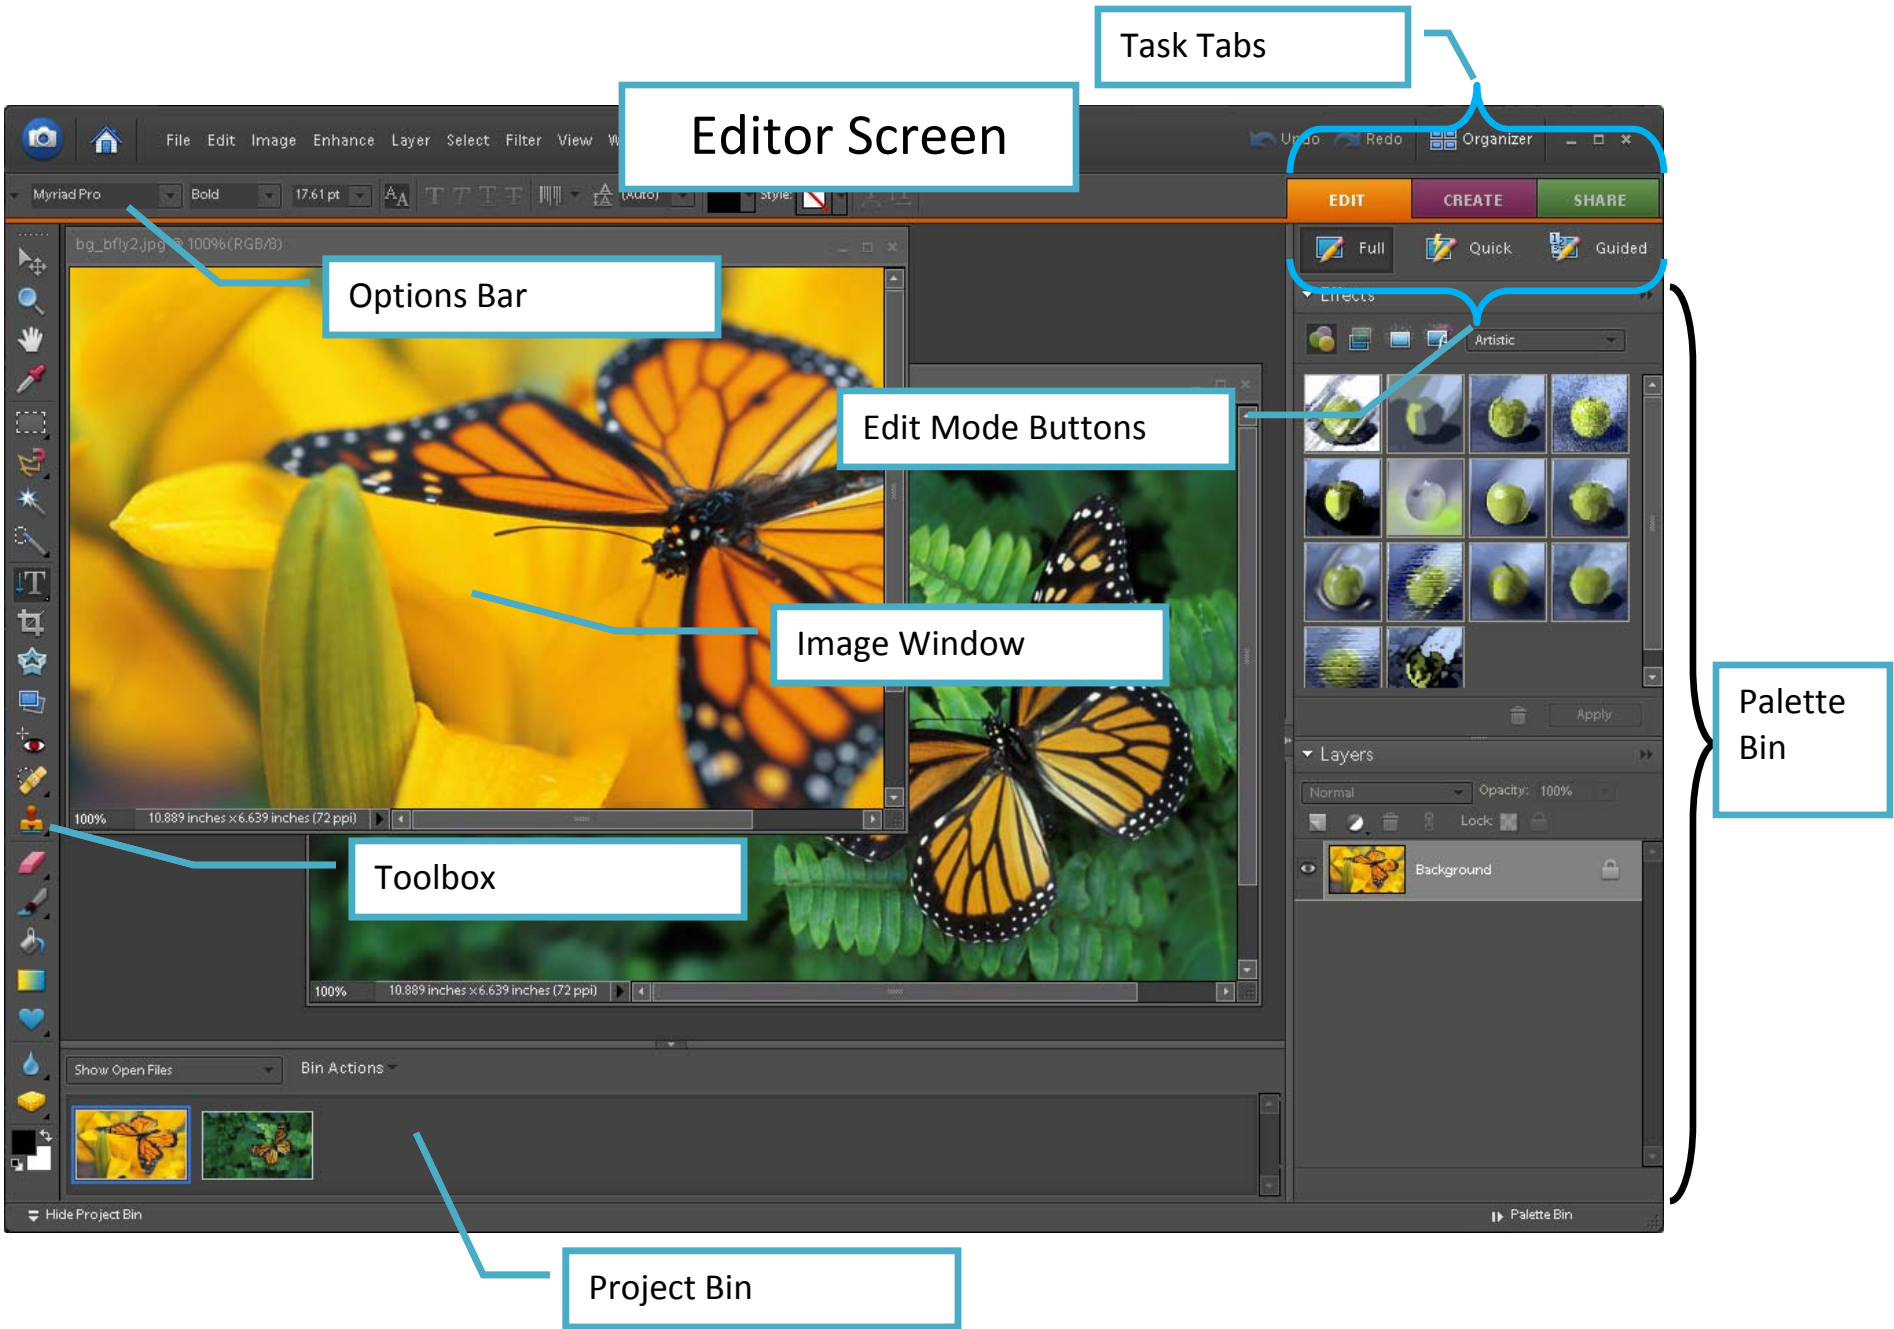 Task Tabs
Editor Screen
File Edit Image Enhance Layer Select Filter View
Undo Redo Organizer
Myriad Pro Bold 17.61 pt (Auto) Style:
EDIT CREATE SHARE
Full Quick Guided
bg_bfly2.jpg @ 100%(RGB/8)
Options Bar
Effects
Artistic
Edit Mode Buttons
Image Window
Palette
Bin
Apply
Layers
Normal Opacity: 100%
Lock:
Background
100% 10.889 inches x 6.639 inches (72 ppi)
Toolbox
100% 10.889 inches x 6.639 inches (72 ppi)
Show Open Files Bin Actions
Hide Project Bin
Palette Bin
Project Bin